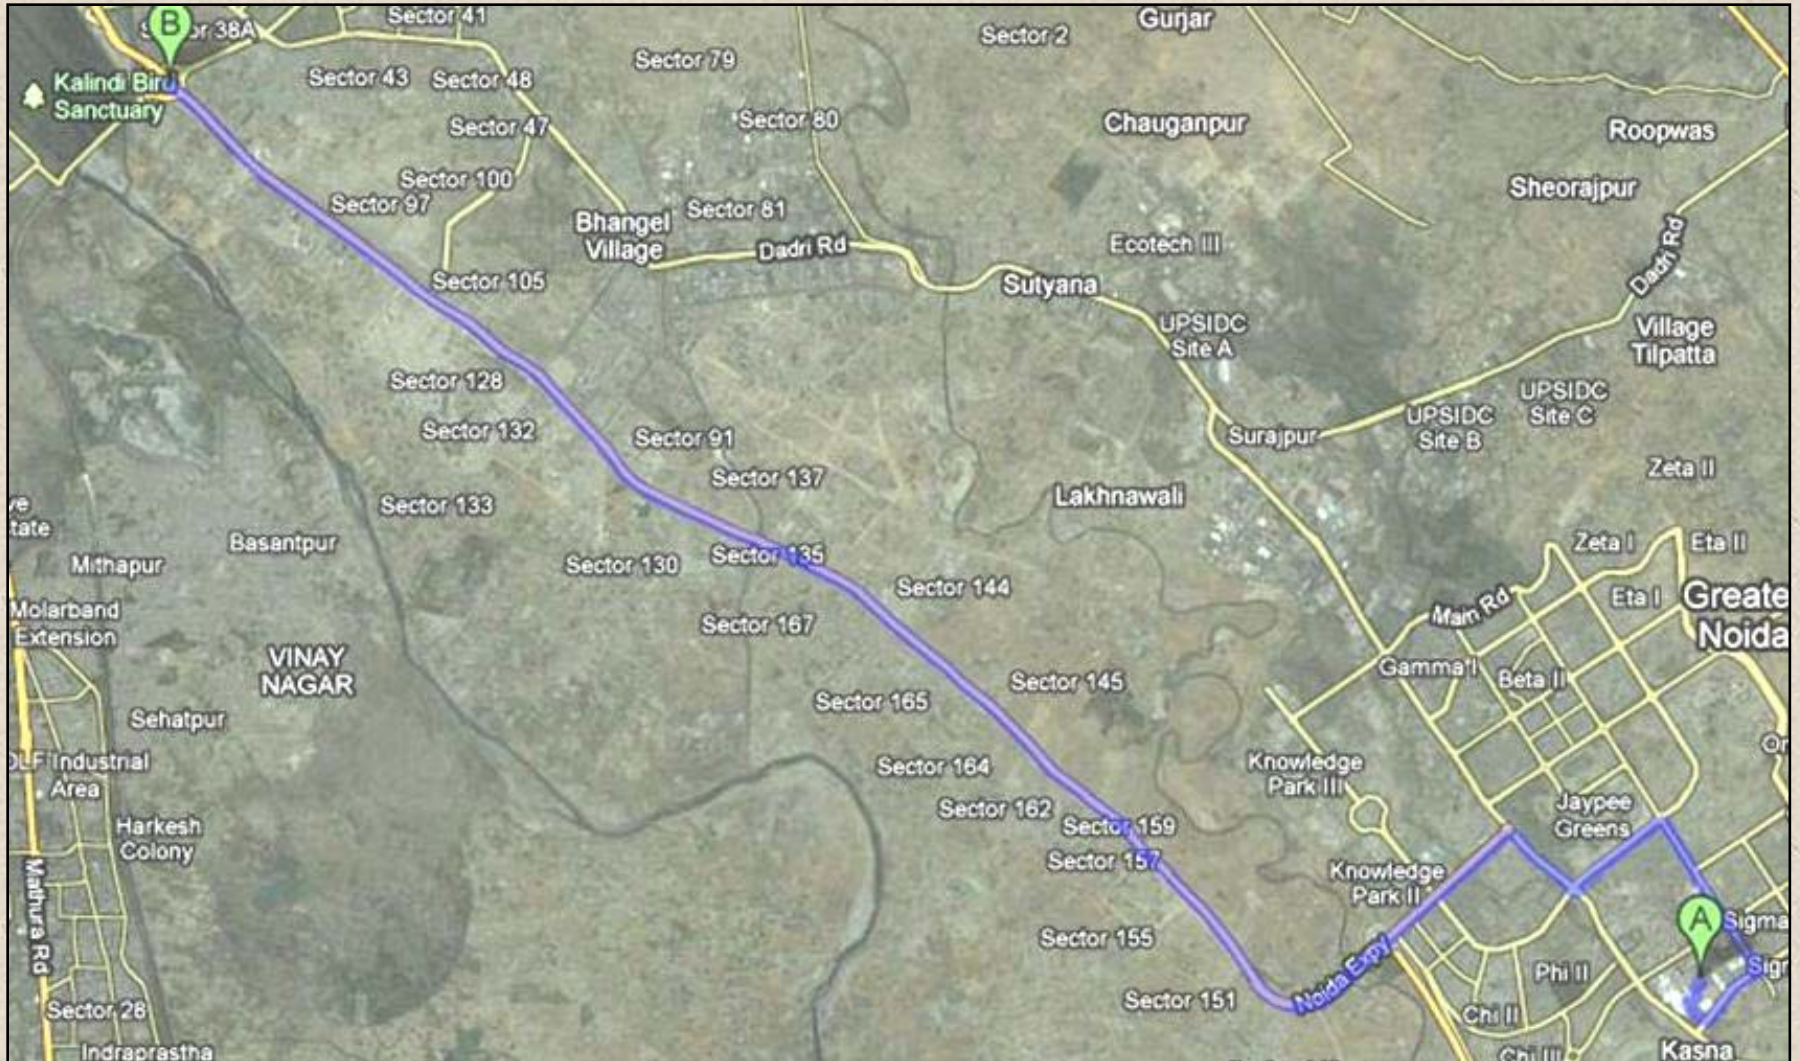 Sector 41
B
Gurjar
Sector 2
Sector 79
Kalindi Bird
Sanctuary
Sector 43
Sector 48
Sector 47
Sector 80
Chauganpur
Roopwas
Sector 100
Sector 97
Sheorajpur
Bhangel
Village
Sector 81
Dadri Rd
Ecotech III
Dadri Rd
Sector 105
Sutyana
UPSIDC
Site A
Village
Tilpatta
Sector 128
UPSIDC
Site C
UPSIDC
Site B
Sector 132
Sector 91
Surajpur
Zeta II
Sector 137
Lakhnawali
Sector 133
Basantpur
Mithapur
Sector 130
Sector 135
Sector 144
Zeta I
Eta II
Eta I
Greate
Noida
Main Rd
Molarband
Extension
Sector 167
VINAY
NAGAR
Gamma I
Beta II
Sector 145
Sector 165
Sehatpur
Industrial
Area
Sector 164
Knowledge
Park III
Sector 162
Jaypee
Greens
Harkesh
Colony
Sector 159
Sector 157
Knowledge
Park II
Mathura Rd
A
Sigma
Sector 155
Noida Expy
Phi II
Sector 151
Chi II
Sector 28
Kasna
Indraprastha
Chi III